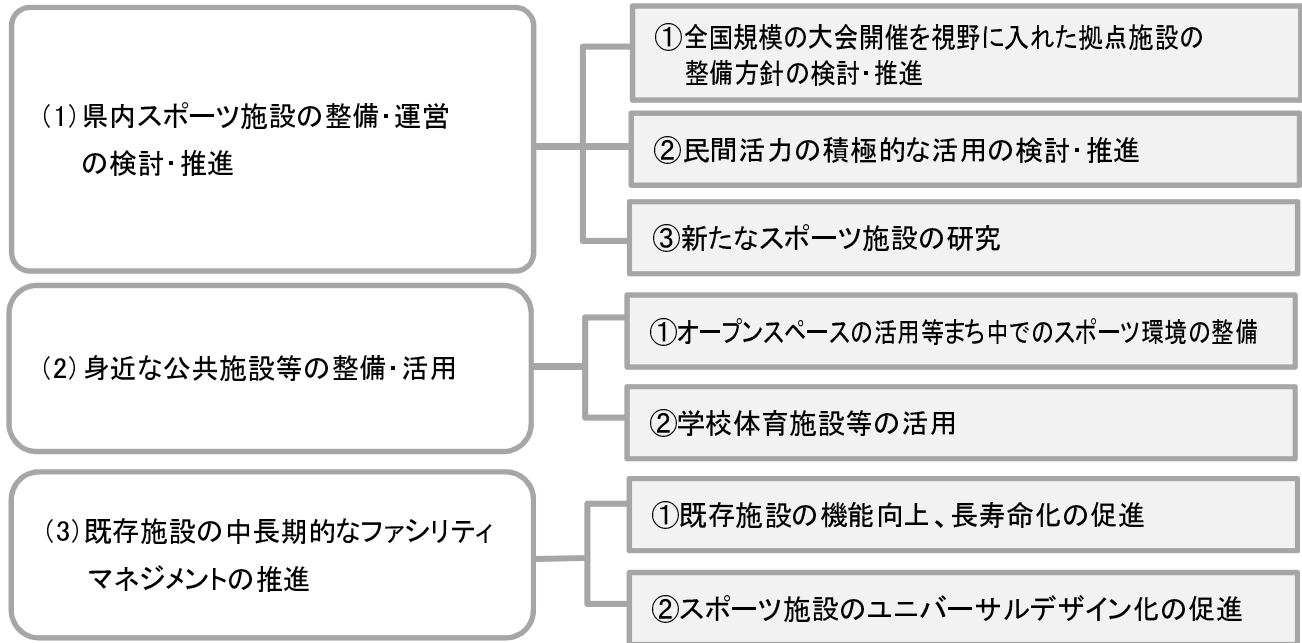 (1)県内スポーツ施設の整備・運営
の検討・推進
①全国規模の大会開催を視野に入れた拠点施設の
整備方針の検討・推進
②民間活力の積極的な活用の検討・推進
③新たなスポーツ施設の研究
(2)身近な公共施設等の整備・活用
①オープンスペースの活用等まち中でのスポーツ環境の整備
②学校体育施設等の活用
(3)既存施設の中長期的なファシリティ
マネジメントの推進
①既存施設の機能向上、長寿命化の促進
②スポーツ施設のユニバーサルデザイン化の促進